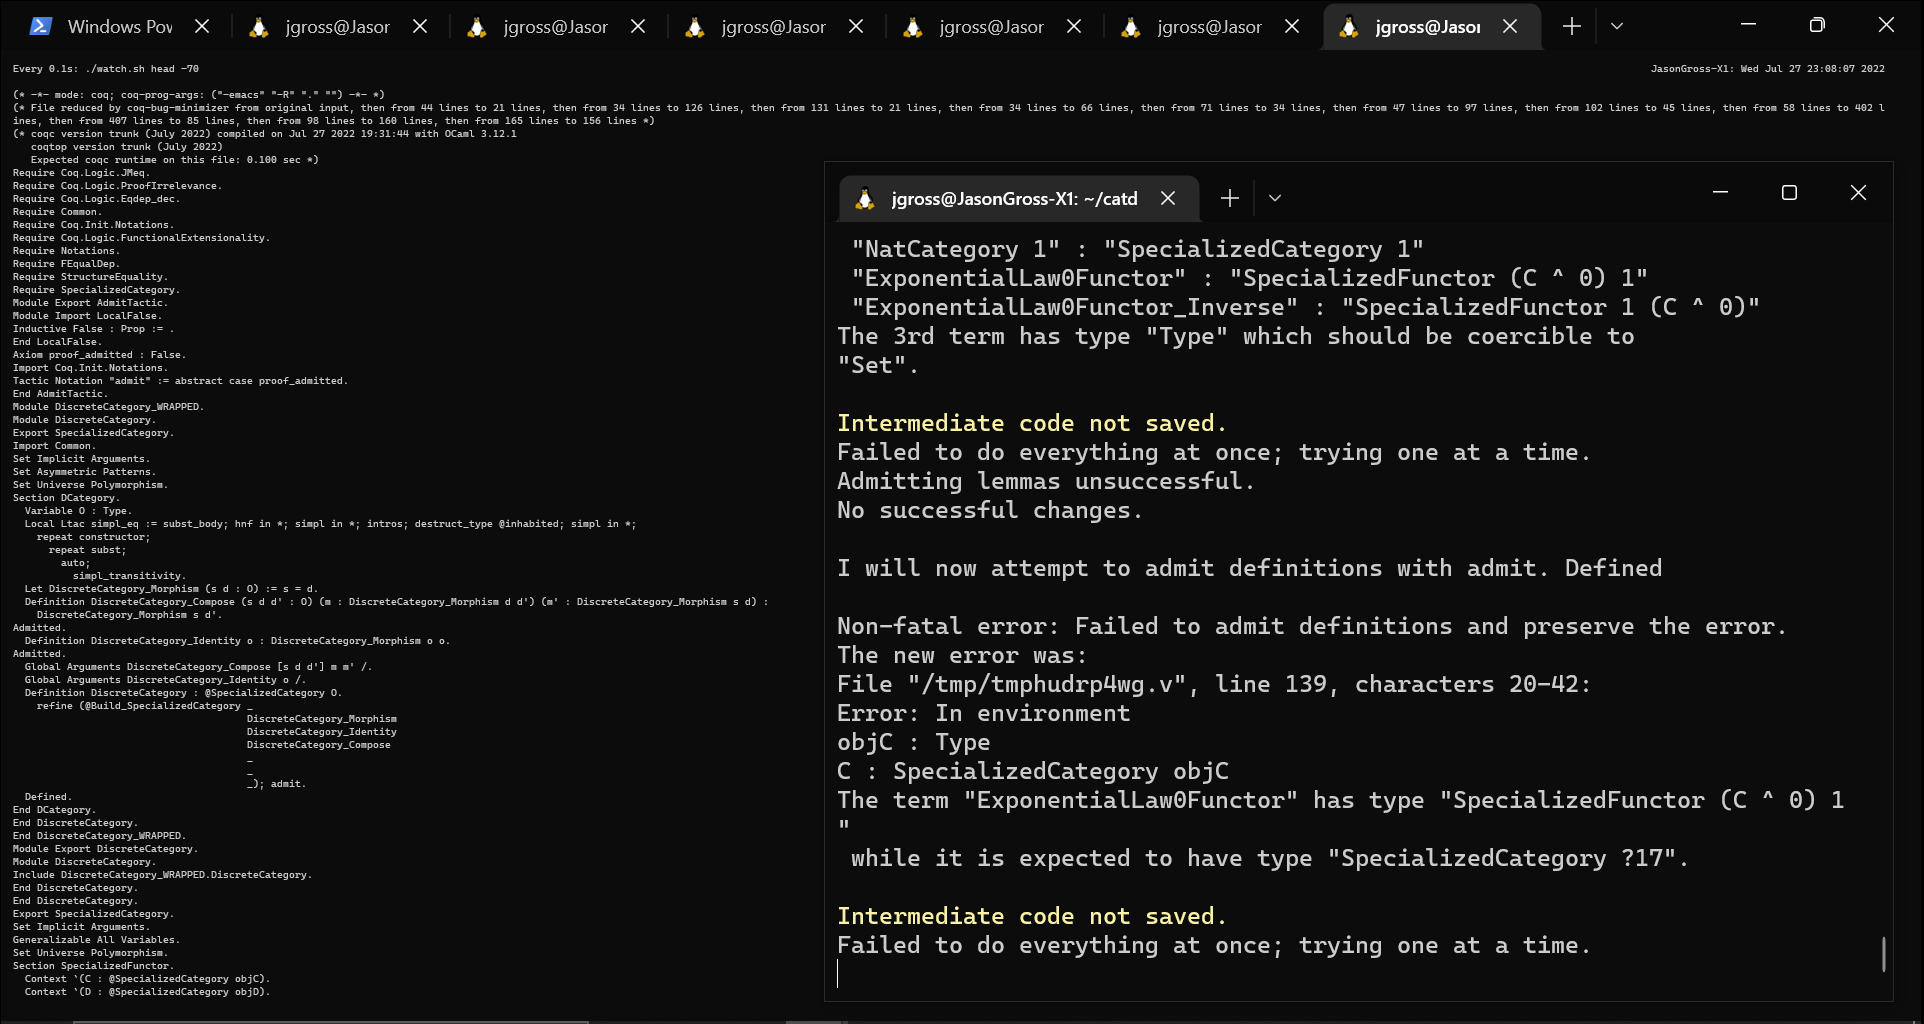 Windows Pov
jgross@Jasor
jgross@Jasor
jgross@Jasor
jgross@Jasor
jgross@Jasor
jgross@Jasor
Every 0.1s: ./watch.sh head -70
JasonGross-X1: Wed Jul 27 23:08:07 2022
(* -*- mode: coq; coq-prog-args: ("-emacs" "-R" "." "") -*- *)
(* File reduced by coq-bug-minimizer from original input, then from 44 lines to 21 lines, then from 34 lines to 126 lines, then from 131 lines to 21 lines, then from 34 lines to 66 lines, then from 71 lines to 34 lines, then from 47 lines to 97 lines, then from 102 lines to 45 lines, then from 58 lines to 402 l
ines, then from 407 lines to 85 lines, then from 98 lines to 160 lines, then from 165 lines to 156 lines *)
(* coqc version trunk (July 2022) compiled on Jul 27 2022 19:31:44 with OCaml 3.12.1
   coqtop version trunk (July 2022)
   Expected coqc runtime on this file: 0.100 sec *)
Require Coq.Logic.JMeq.
Require Coq.Logic.ProofIrrelevance.
Require Coq.Logic.Eqdep_dec.
Require Common.
Require Coq.Init.Notations.
Require Coq.Logic.FunctionalExtensionality.
Require Notations.
Require FEqualDep.
Require StructureEquality.
Require SpecializedCategory.
Module Export AdmitTactic.
Module Import LocalFalse.
Inductive False : Prop := .
End LocalFalse.
Axiom proof_admitted : False.
Import Coq.Init.Notations.
Tactic Notation "admit" := abstract case proof_admitted.
End AdmitTactic.
Module DiscreteCategory_WRAPPED.
Module DiscreteCategory.
Export SpecializedCategory.
Import Common.
Set Implicit Arguments.
Set Asymmetric Patterns.
Set Universe Polymorphism.
Section DCategory.
  Variable O : Type.
  Local Ltac simpl_eq := subst_body; hnf in *; simpl in *; intros; destruct_type @inhabited; simpl in *;
    repeat constructor;
      repeat subst;
        auto;
          simpl_transitivity.
  Let DiscreteCategory_Morphism (s d : O) := s = d.
  Definition DiscreteCategory_Compose (s d d' : O) (m : DiscreteCategory_Morphism d d') (m' : DiscreteCategory_Morphism s d) :
    DiscreteCategory_Morphism s d'.
Admitted.
  Definition DiscreteCategory_Identity o : DiscreteCategory_Morphism o o.
Admitted.
  Global Arguments DiscreteCategory_Compose [s d d'] m m' /.
  Global Arguments DiscreteCategory_Identity o /.
  Definition DiscreteCategory : @SpecializedCategory O.
    refine (@Build_SpecializedCategory _
                                       DiscreteCategory_Morphism
                                       DiscreteCategory_Identity
                                       DiscreteCategory_Compose
                                       _
                                       _
                                       _); admit.
  Defined.
End DCategory.
End DiscreteCategory.
End DiscreteCategory_WRAPPED.
Module Export DiscreteCategory.
Module DiscreteCategory.
Include DiscreteCategory_WRAPPED.DiscreteCategory.
End DiscreteCategory.
End DiscreteCategory.
Export SpecializedCategory.
Set Implicit Arguments.
Generalizable All Variables.
Set Universe Polymorphism.
Section SpecializedFunctor.
  Context `(C : @SpecializedCategory objC).
  Context `(D : @SpecializedCategory objD).
jgross@JasonGross-X1: ~/catd
 "NatCategory 1" : "SpecializedCategory 1"
 "ExponentialLaw0Functor" : "SpecializedFunctor (C ^ 0) 1"
 "ExponentialLaw0Functor_Inverse" : "SpecializedFunctor 1 (C ^ 0)"
The 3rd term has type "Type" which should be coercible to
"Set".
Intermediate code not saved.
Failed to do everything at once; trying one at a time.
Admitting lemmas unsuccessful.
No successful changes.
I will now attempt to admit definitions with admit. Defined
Non-fatal error: Failed to admit definitions and preserve the error.
The new error was:
File "/tmp/tmphudrp4wg.v", line 139, characters 20-42:
Error: In environment
objC : Type
C : SpecializedCategory objC
The term "ExponentialLaw0Functor" has type "SpecializedFunctor (C ^ 0) 1
"
 while it is expected to have type "SpecializedCategory ?17".
Intermediate code not saved.
Failed to do everything at once; trying one at a time.